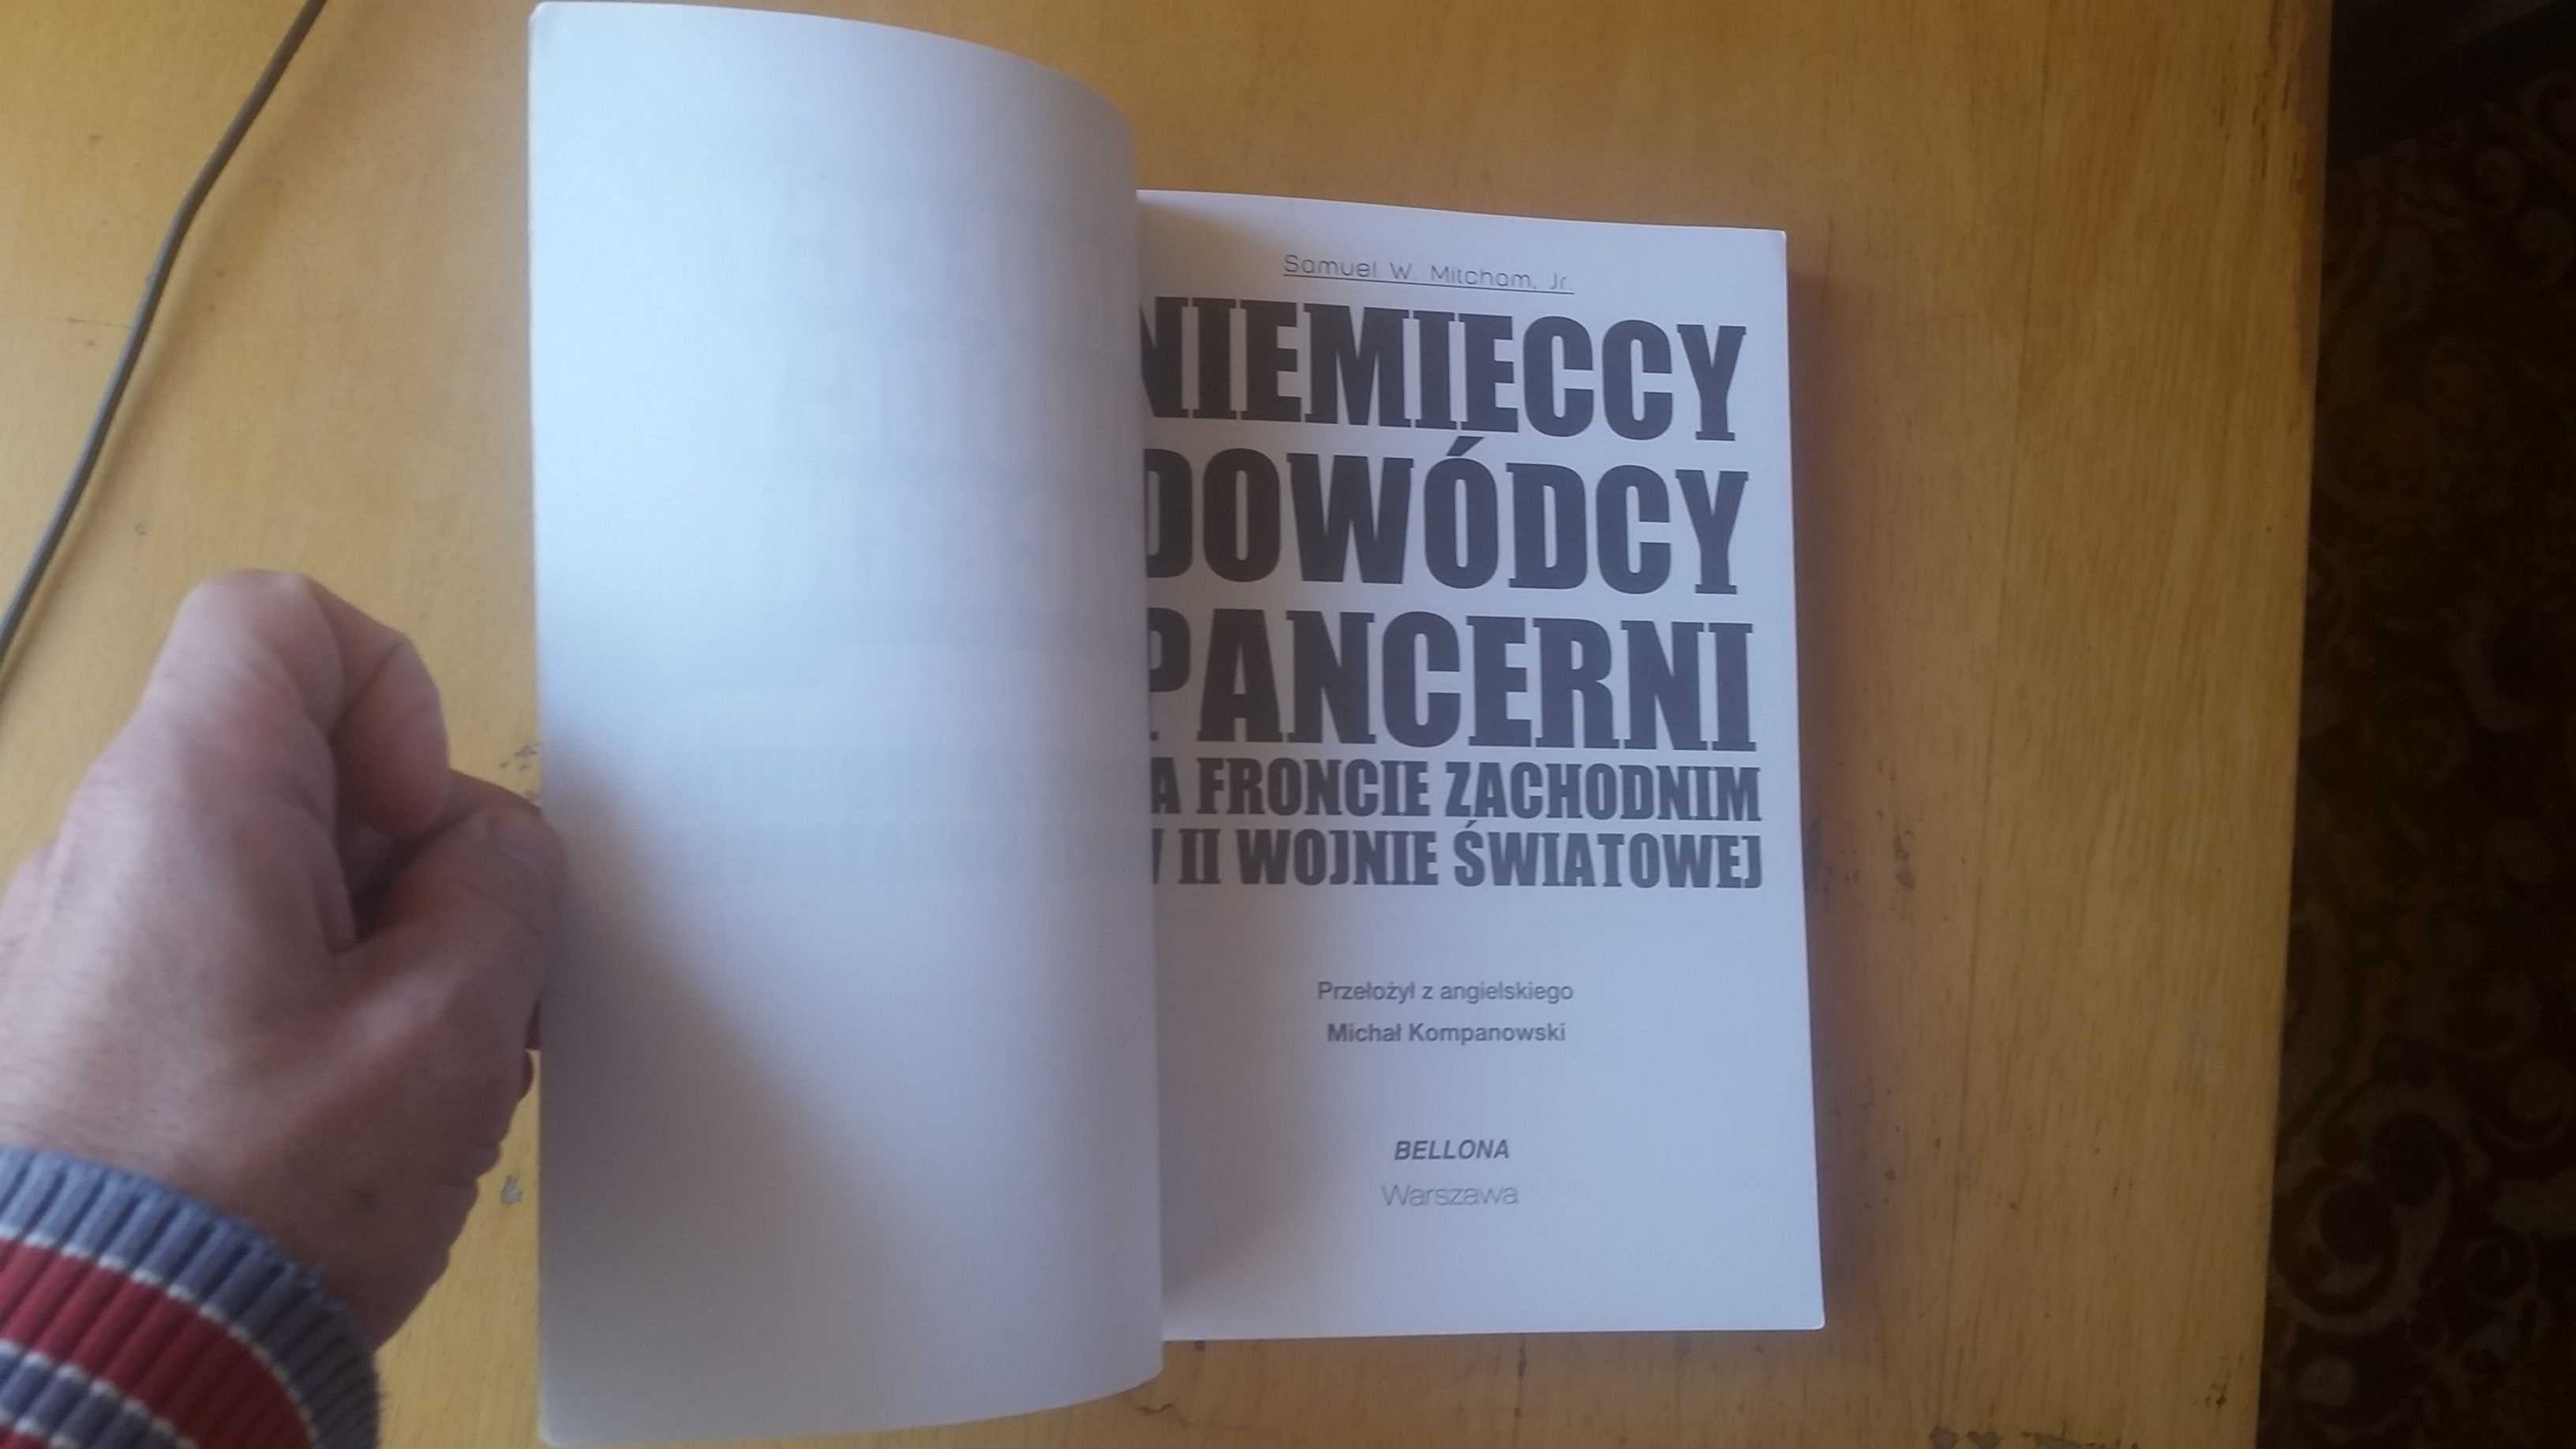 Samuel W. Mitcham, Jr.
NIEMIECCY
DOWÓDCY
PANCERNI
A FRONCIE ZACHODNIM
II WOJNIE ŚWIATOWEJ
Przełożył z angielskiego
Michał Kompanowski
BELLONA
Warszawa